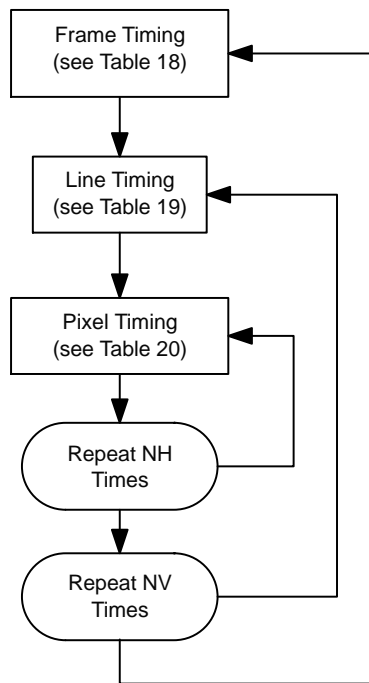 Frame Timing
(see Table 18)
Line Timing
(see Table 19)
Pixel Timing
(see Table 20)
Repeat NH
Times
Repeat NV
Times